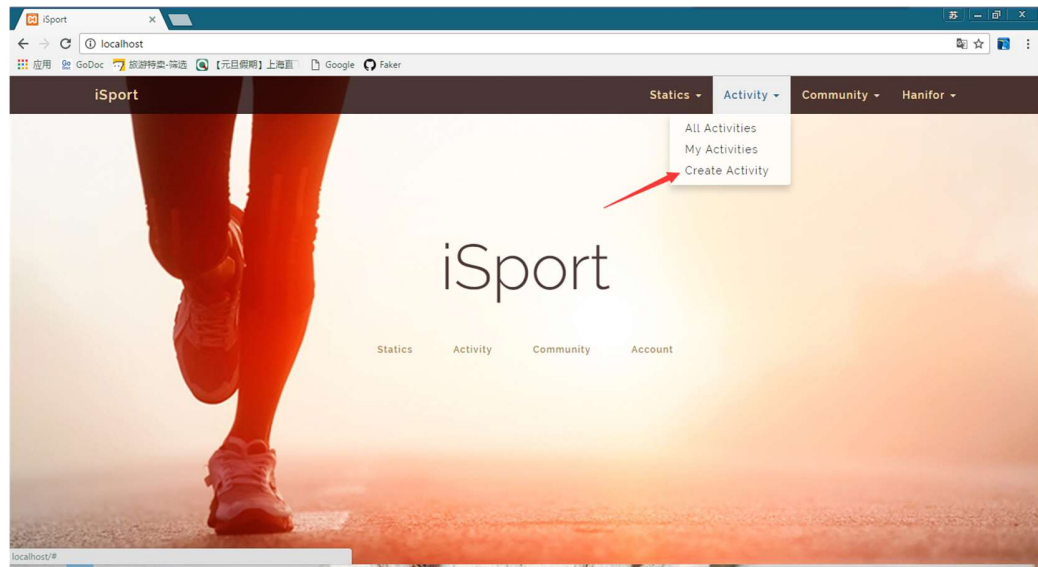 iSport
苏
localhost
应用 GoDoc 旅游特卖-筛选 【元旦假期】上海直 Google Faker
iSport Statics Activity Community Hanifor
All Activities
My Activities
Create Activity
iSport
Statics Activity Community Account
localhost/#